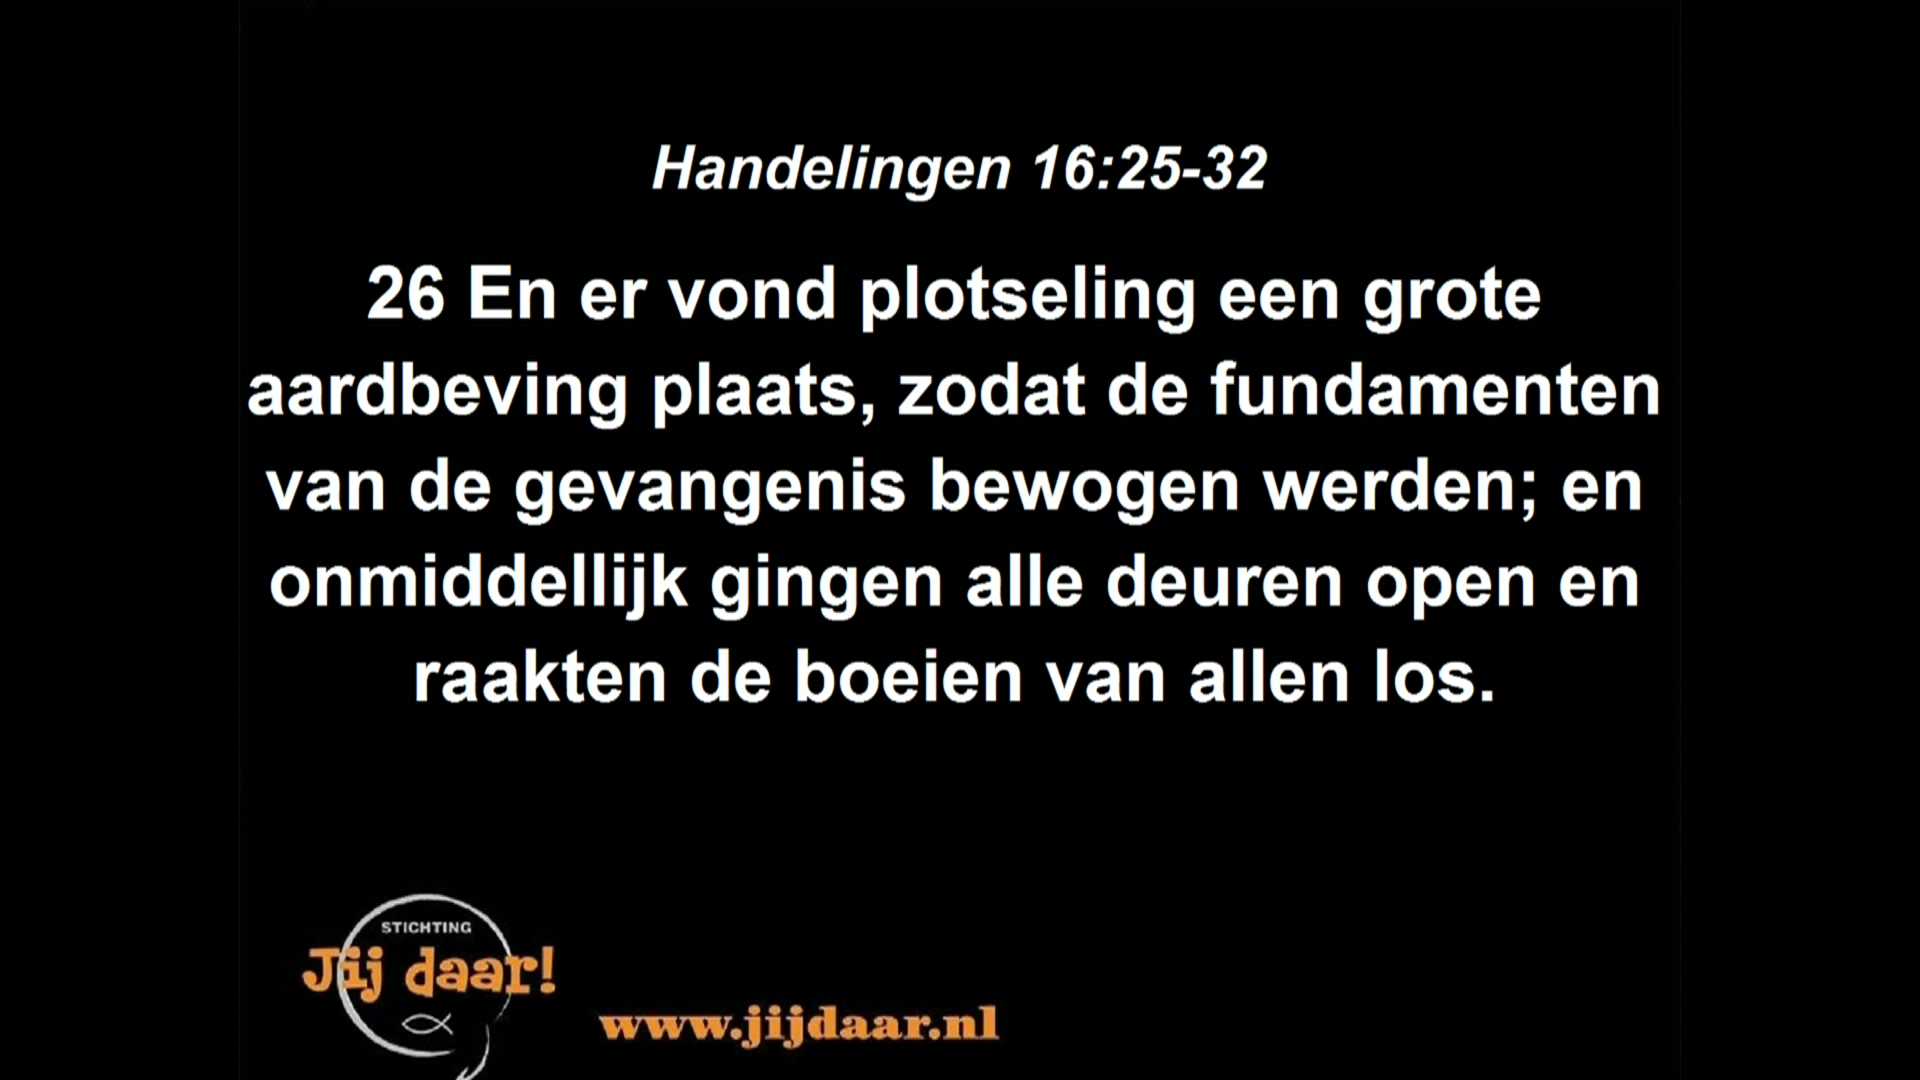 Handelingen 16:25-32
26 En er vond plotseling een grote
aardbeving plaats, zodat de fundamenten
van de gevangenis bewogen werden; en
onmiddellijk gingen alle deuren open en
raakten de boeien van allen los.
STICHTING
Jij daar!
www.jijdaar.nl